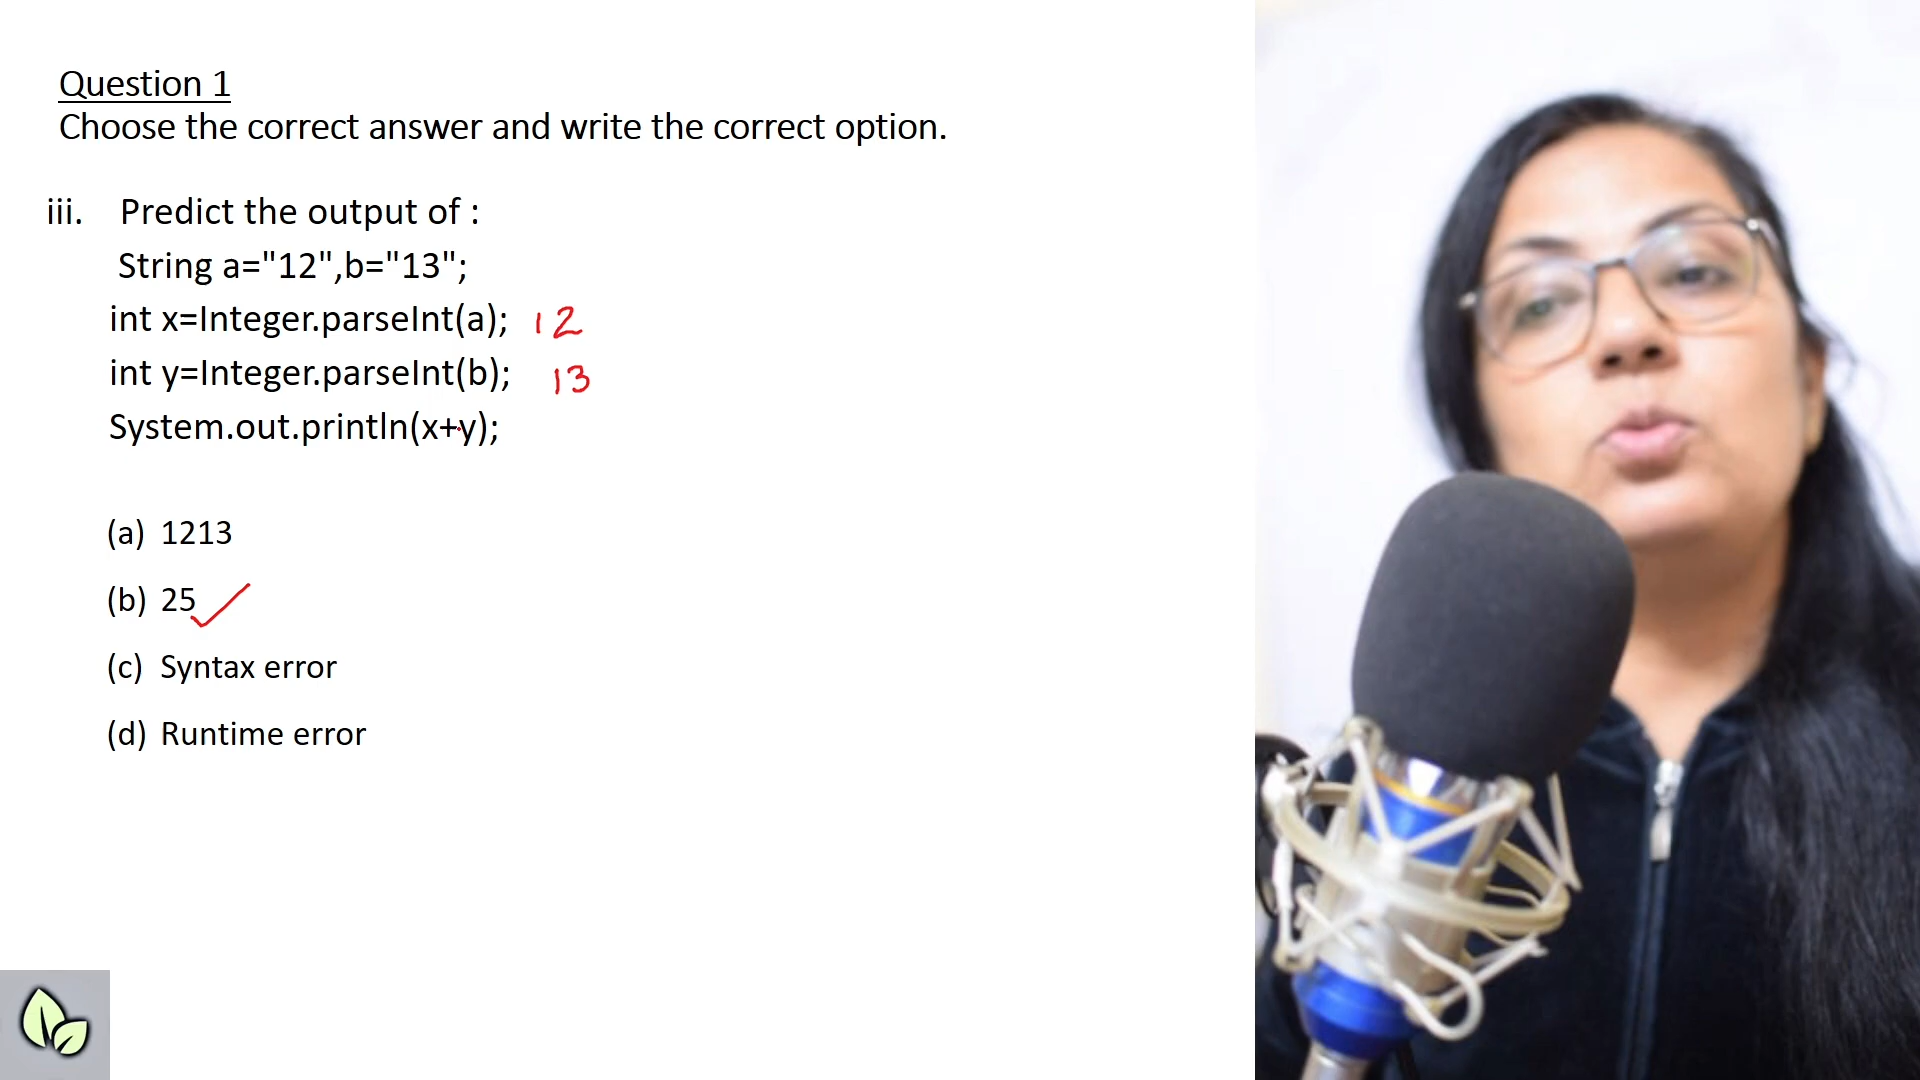 Question 1
Choose the correct answer and write the correct option.
iii. Predict the output of :
String a="12",b="13";
int x=Integer.parseInt(a); 12
int y=Integer.parseInt(b); 13
System.out.println(x+y);
(a) 1213
(b) 25
(c) Syntax error
(d) Runtime error